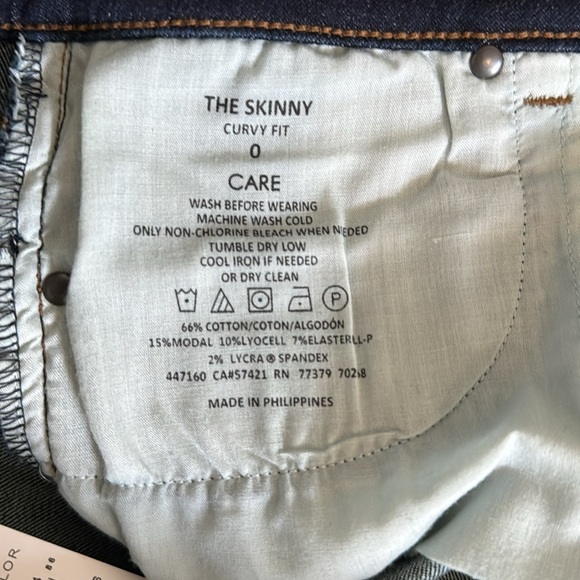 THE SKINNY
CURVY FIT
0
CARE
WASH BEFORE WEARING
MACHINE WASH COLD
ONLY NON-CHLORINE BLEACH WHEN NEEDED
TUMBLE DRY LOW
COOL IRON IF NEEDED
OR DRY CLEAN
P
66% COTTON/COTON/ALGODÓN
15%MODAL 10%LYOCELL 7%ELASTERELL-P
2% LYCRA ® SPANDEX
447160 CA#57421 RN 77379
MADE IN PHILIPPINES
LOR